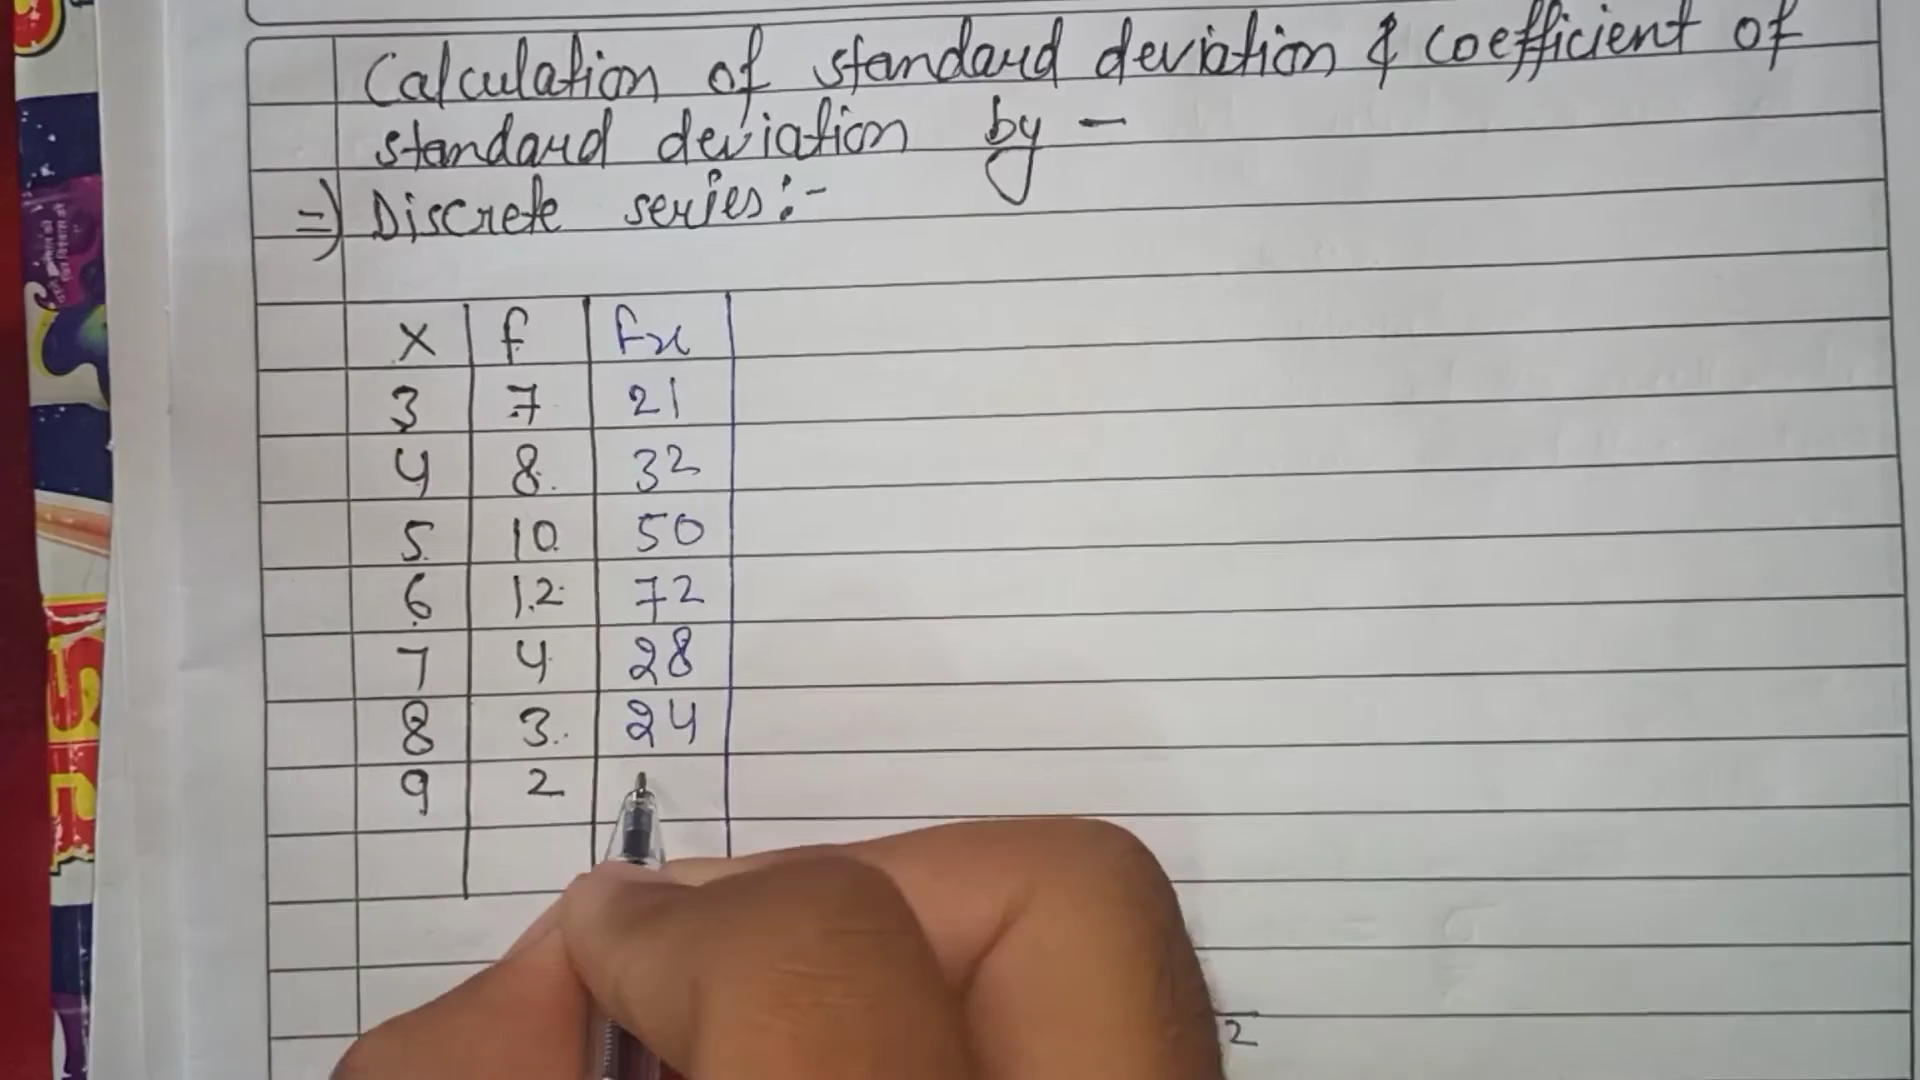 Calculation of standard deviation & coefficient of
standard deviation by -
=) Discrete series:-
x f fx
3 7 21
4 8 32
5 10 50
6 12 72
7 4 28
8 3 24
9 2
2